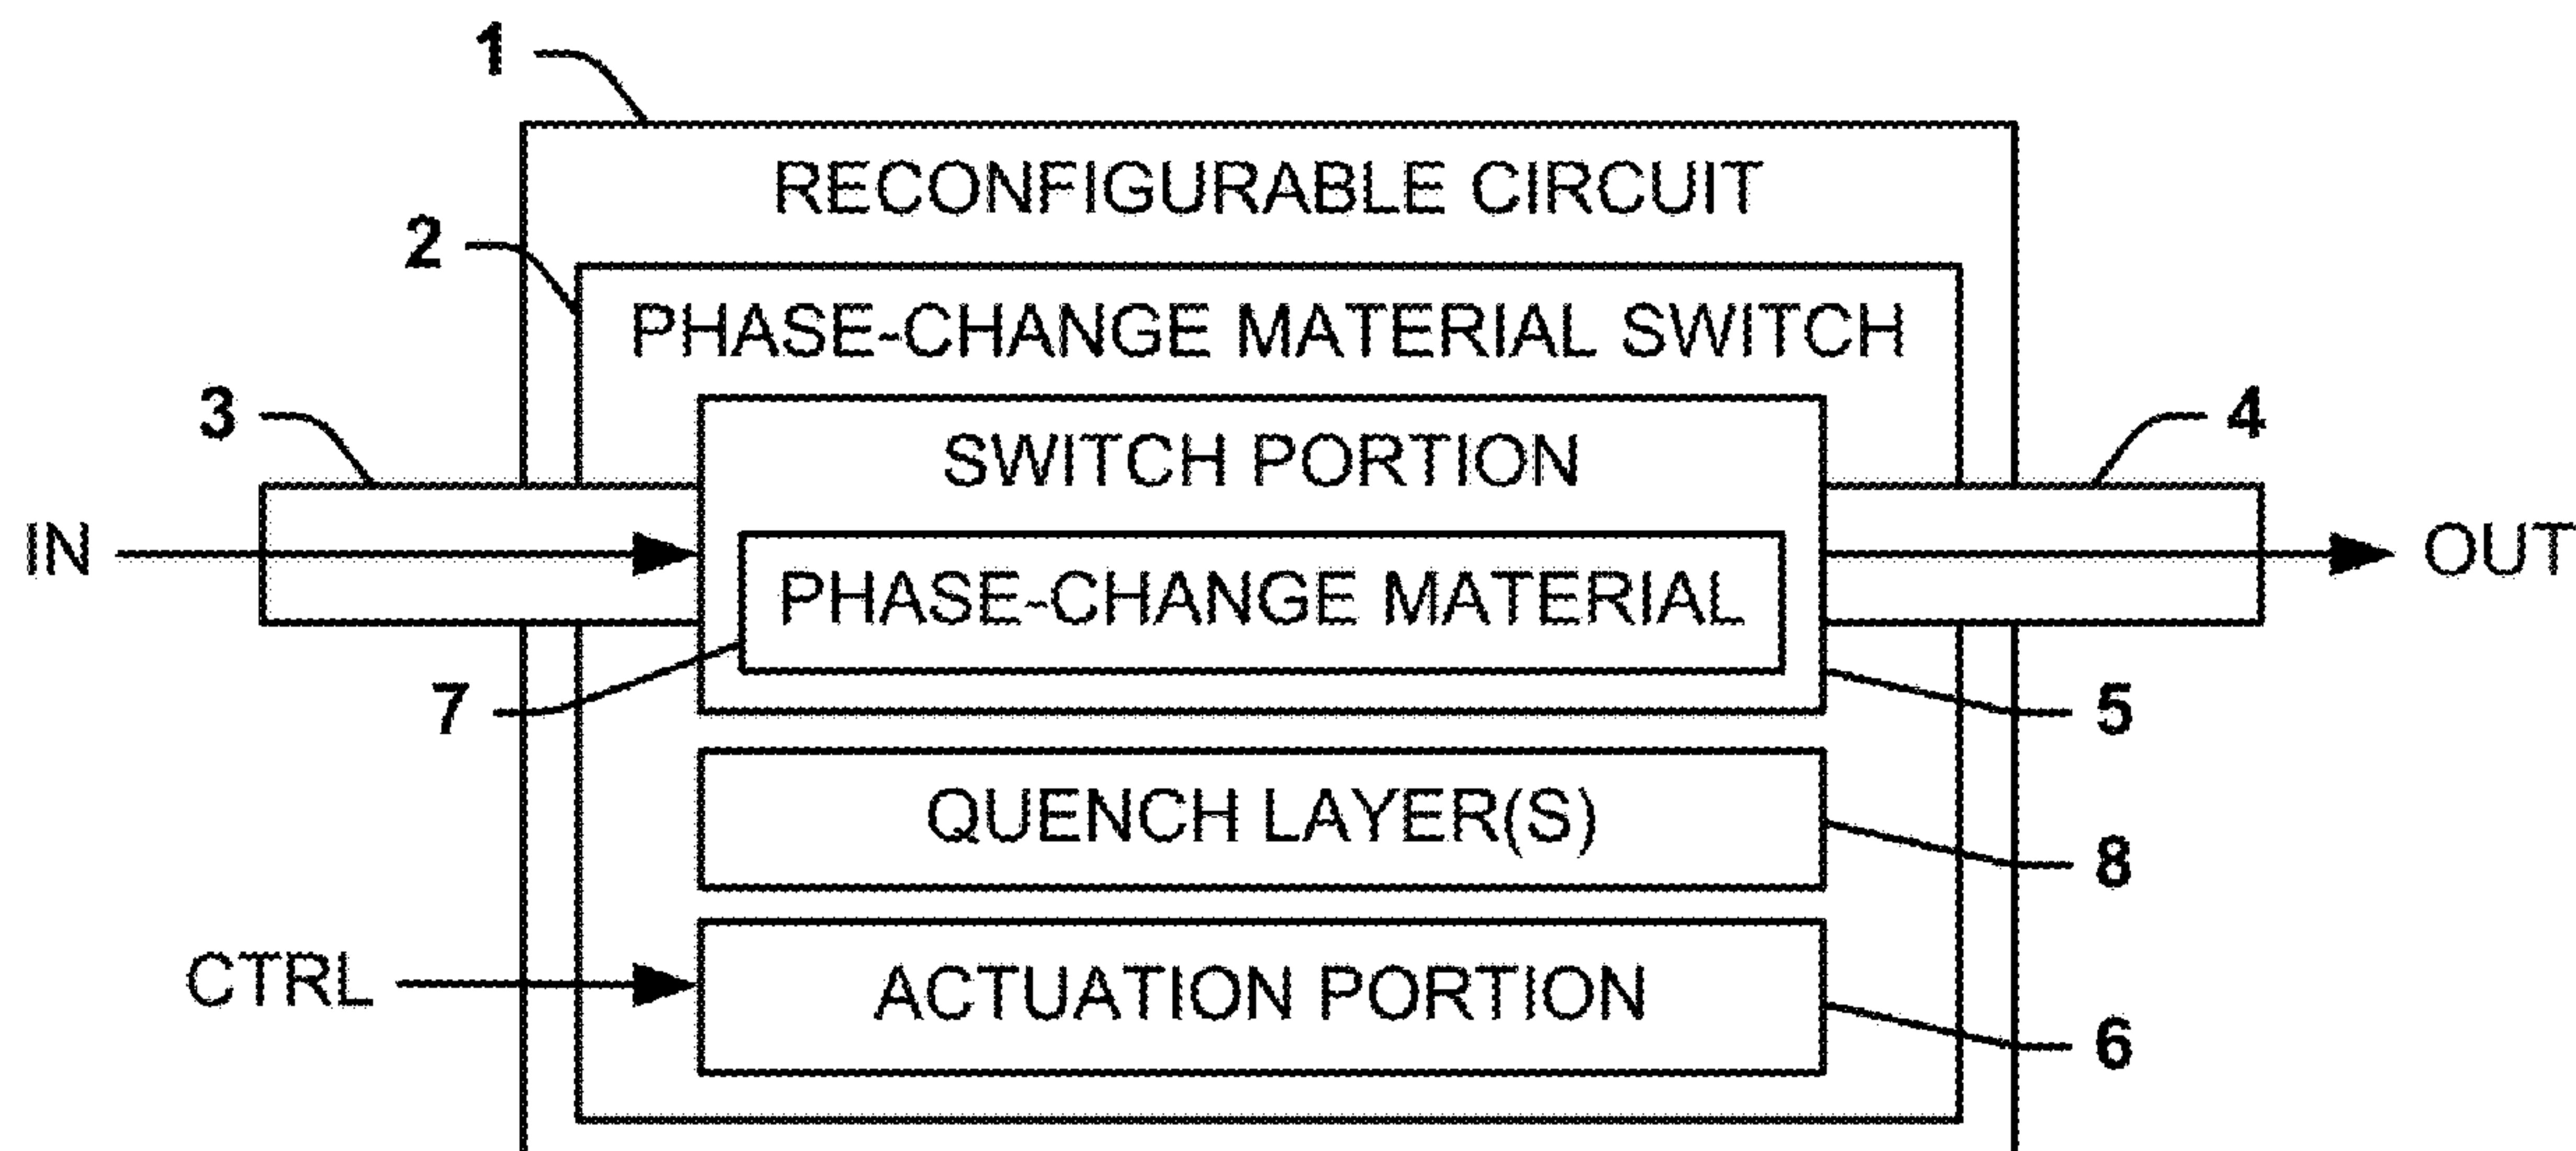 1
RECONFIGURABLE CIRCUIT
2
PHASE-CHANGE MATERIAL SWITCH
3
4
SWITCH PORTION
IN
OUT
PHASE-CHANGE MATERIAL
7
5
QUENCH LAYER(S)
8
CTRL
ACTUATION PORTION
6